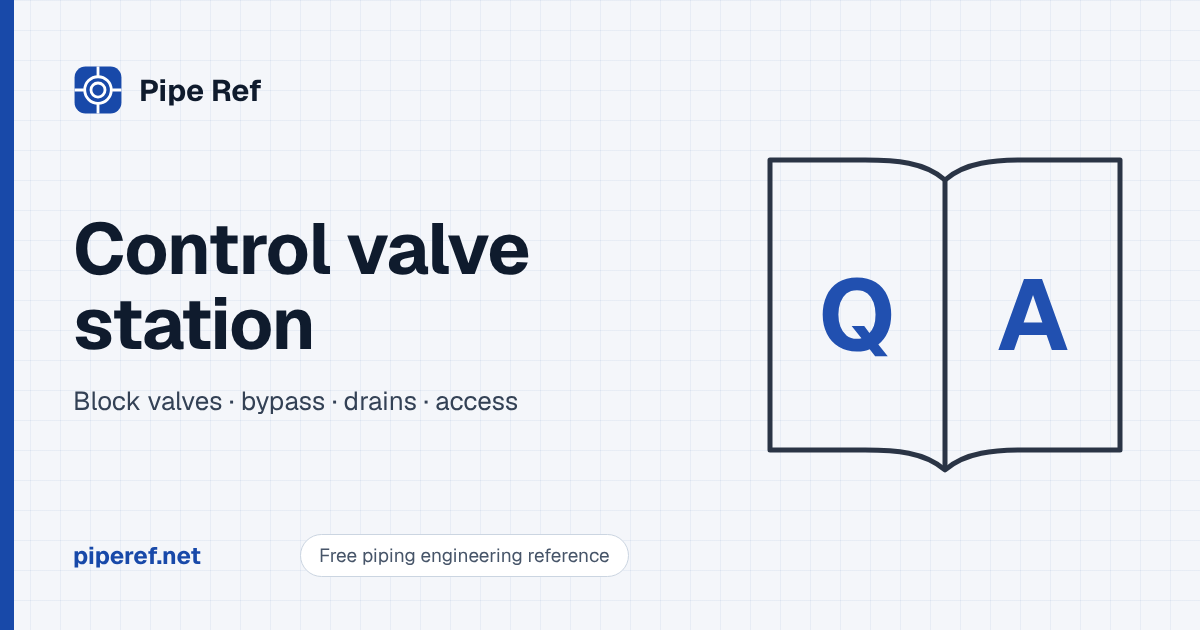 Pipe Ref
Control valve
station
Block valves · bypass · drains · access
Q A
piperef.net
Free piping engineering reference